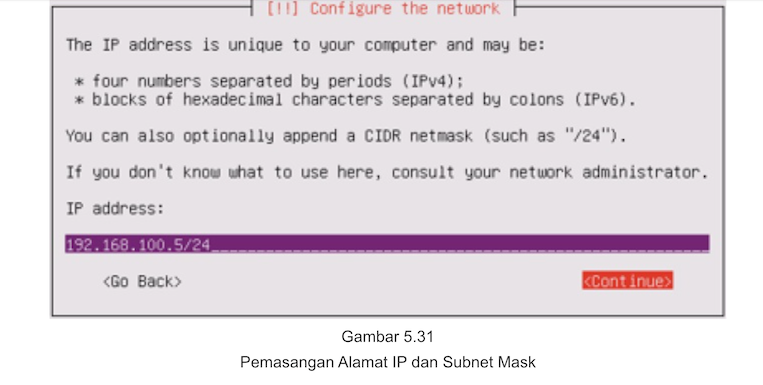 [!!] Configure the network
The IP address is unique to your computer and may be:
* four numbers separated by periods (IPv4);
* blocks of hexadecimal characters separated by colons (IPv6).
You can also optionally append a CIDR netmask (such as "/24").
If you don't know what to use here, consult your network administrator.
IP address:
192.168.100.5/24
<Go Back> <Continue>
Gambar 5.31
Pemasangan Alamat IP dan Subnet Mask